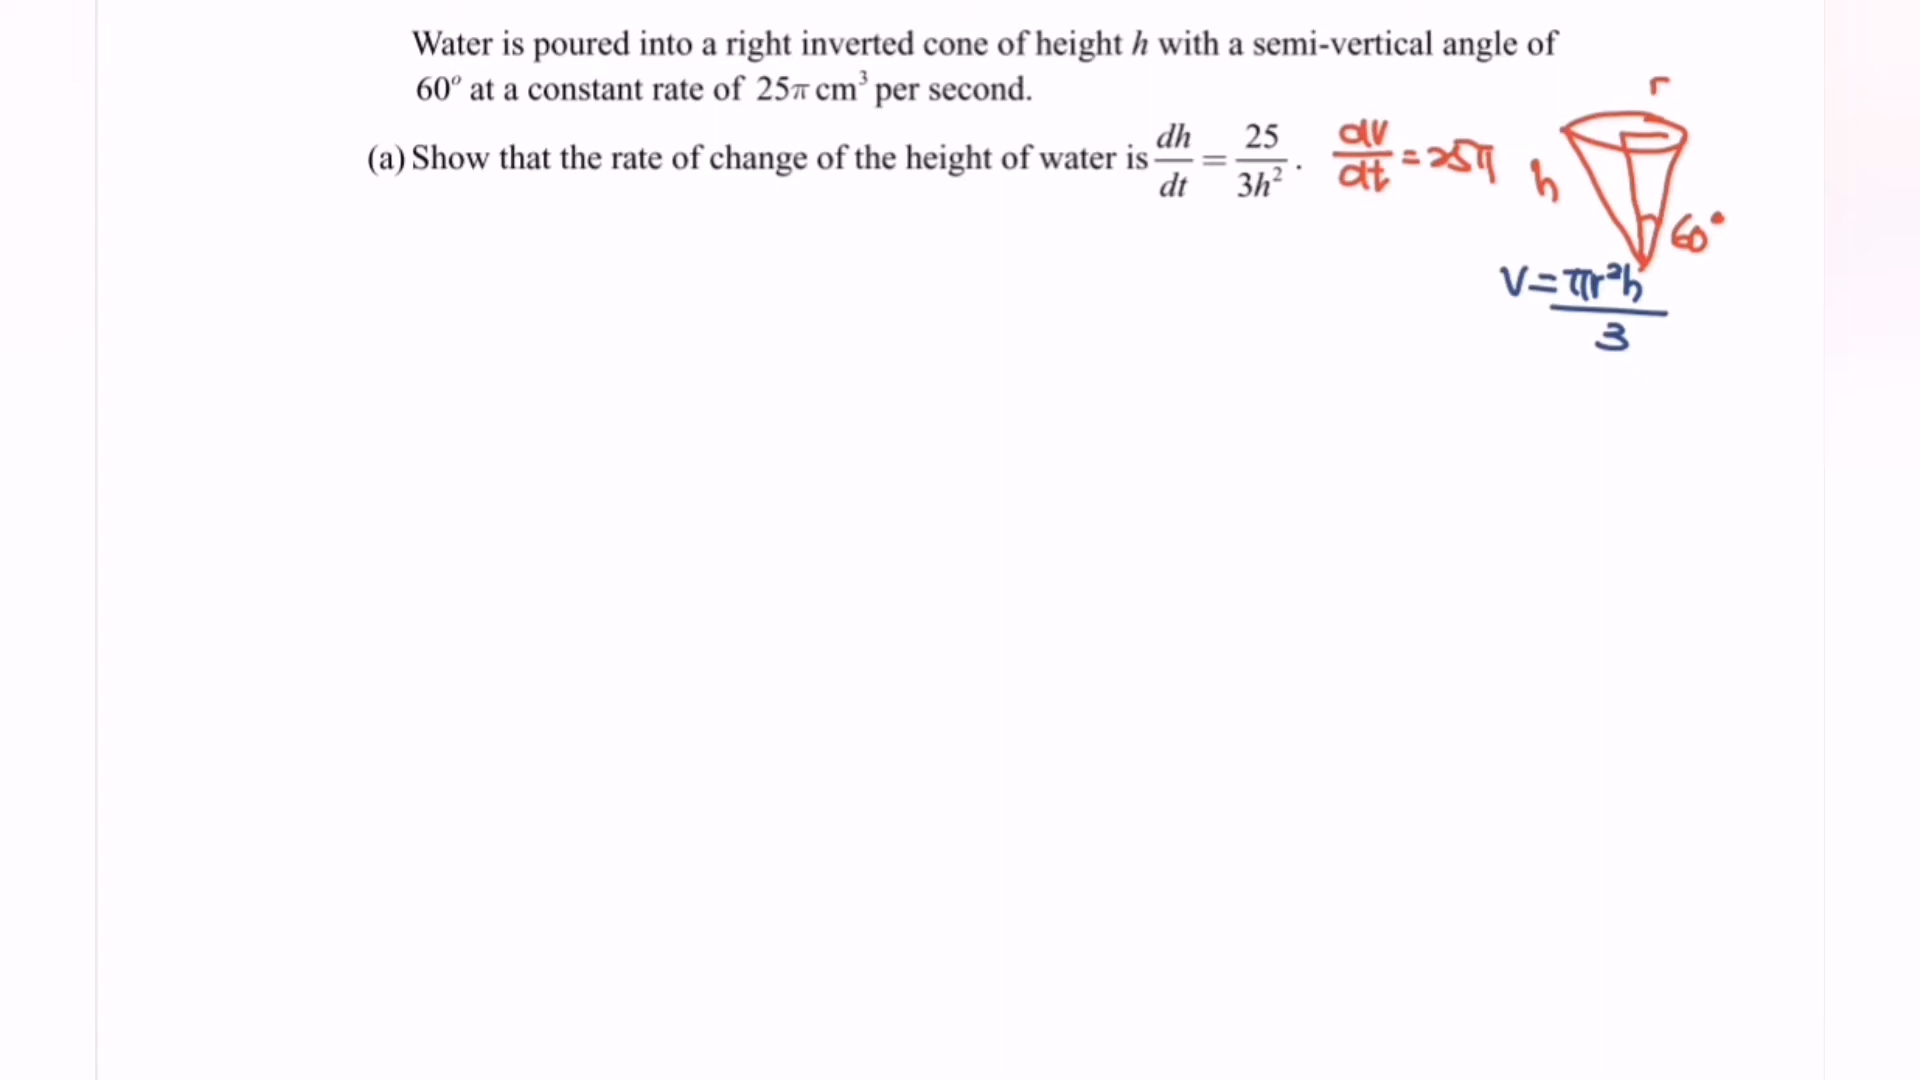 Water is poured into a right inverted cone of height h with a semi-vertical angle of
60° at a constant rate of 25π cm³ per second.
(a) Show that the rate of change of the height of water is dh/dt = 25/3h².
dv/dt = 25π
r
h
60°
V = πr²h/3